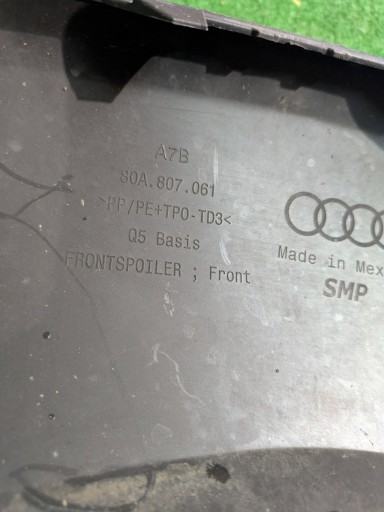 A7B
80A.807.061
>PP/PE+TPO-TD3<
Q5 Basis
FRONTSPOILER ; Front
Made in Mex
SMP